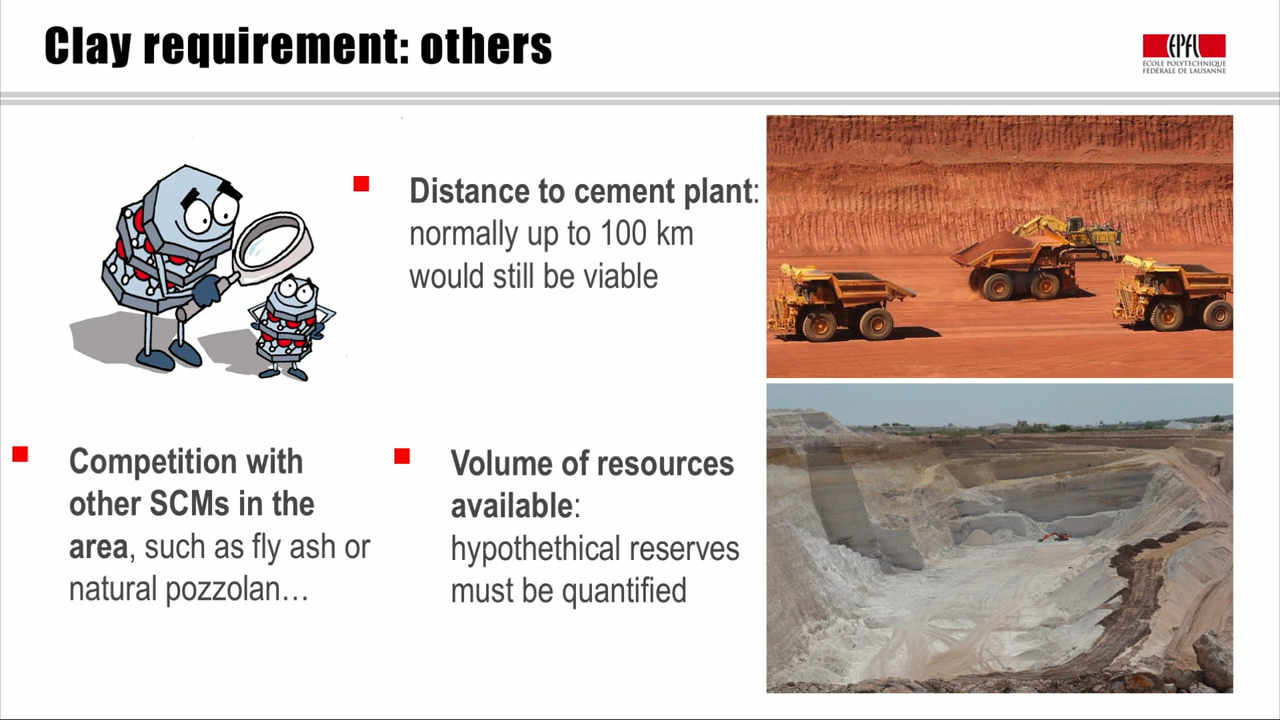 Clay requirement: others
EPFL
ÉCOLE POLYTECHNIQUE
FÉDÉRALE DE LAUSANNE
Distance to cement plant:
normally up to 100 km
would still be viable
Competition with
other SCMs in the
area, such as fly ash or
natural pozzolan…
Volume of resources
available:
hypothethical reserves
must be quantified